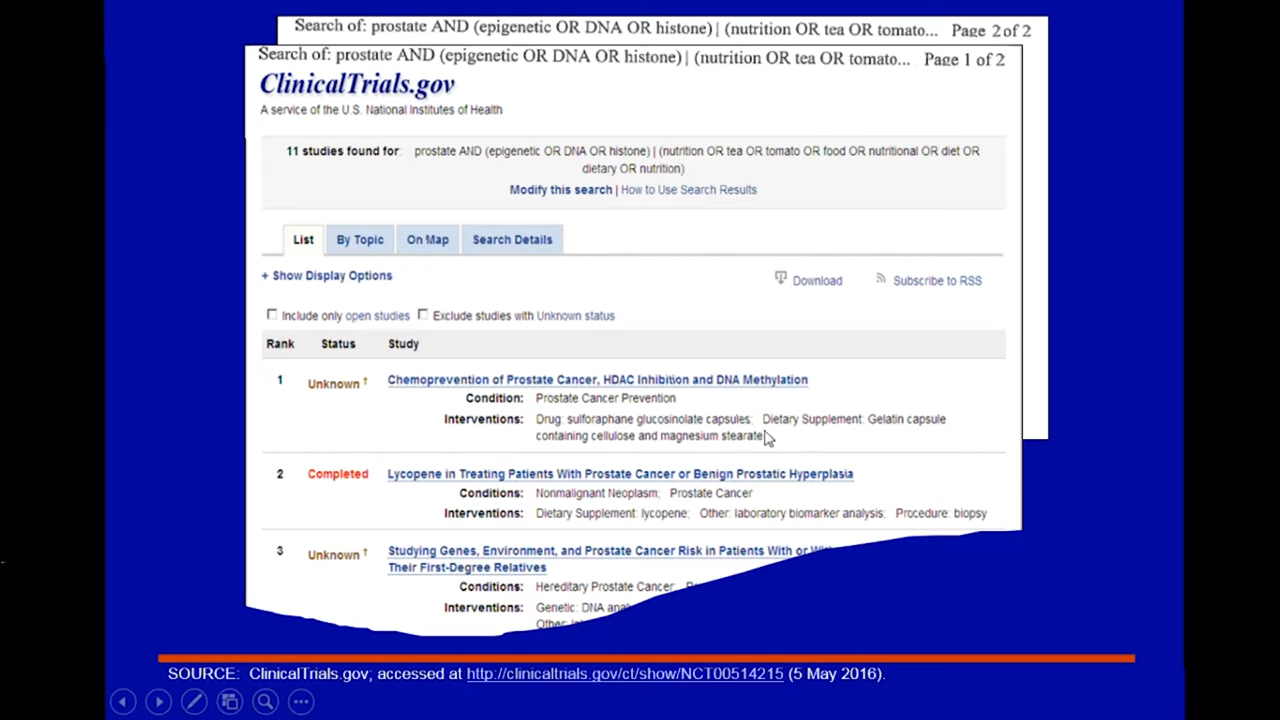 Search of: prostate AND (epigenetic OR DNA OR histone) | (nutrition OR tea OR tomato... Page 2 of 2
Search of: prostate AND (epigenetic OR DNA OR histone) | (nutrition OR tea OR tomato... Page 1 of 2
ClinicalTrials.gov
A service of the U.S. National Institutes of Health
11 studies found for: prostate AND (epigenetic OR DNA OR histone) | (nutrition OR tea OR tomato OR food OR nutritional OR diet OR
dietary OR nutrition)
Modify this search | How to Use Search Results
List By Topic On Map Search Details
+ Show Display Options
Download Subscribe to RSS
Include only open studies Exclude studies with Unknown status
Rank Status Study
1 Unknown † Chemoprevention of Prostate Cancer, HDAC Inhibition and DNA Methylation
Condition: Prostate Cancer Prevention
Interventions: Drug: sulforaphane glucosinolate capsules; Dietary Supplement: Gelatin capsule
containing cellulose and magnesium stearate
2 Completed Lycopene in Treating Patients With Prostate Cancer or Benign Prostatic Hyperplasia
Conditions: Nonmalignant Neoplasm; Prostate Cancer
Interventions: Dietary Supplement: lycopene; Other: laboratory biomarker analysis; Procedure: biopsy
3 Unknown † Studying Genes, Environment, and Prostate Cancer Risk in Patients With or
Their First-Degree Relatives
Conditions: Hereditary Prostate Cancer;
Interventions: Genetic: DNA
Other:
SOURCE: ClinicalTrials.gov; accessed at http://clinicaltrials.gov/ct/show/NCT00514215 (5 May 2016).